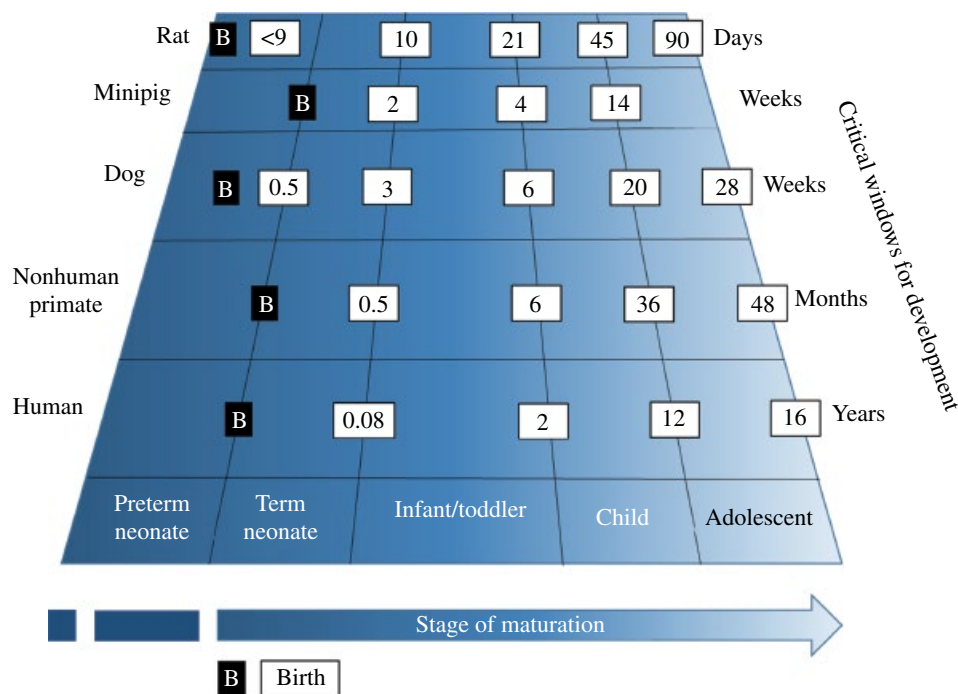 Rat B <9 10 21 45 90 Days
Minipig B 2 4 14 Weeks
Dog B 0.5 3 6 20 28 Weeks
Nonhuman
primate B 0.5 6 36 48 Months
Human B 0.08 2 12 16 Years
Critical windows for development
Preterm
neonate
Term
neonate
Infant/toddler
Child
Adolescent
Stage of maturation
B Birth